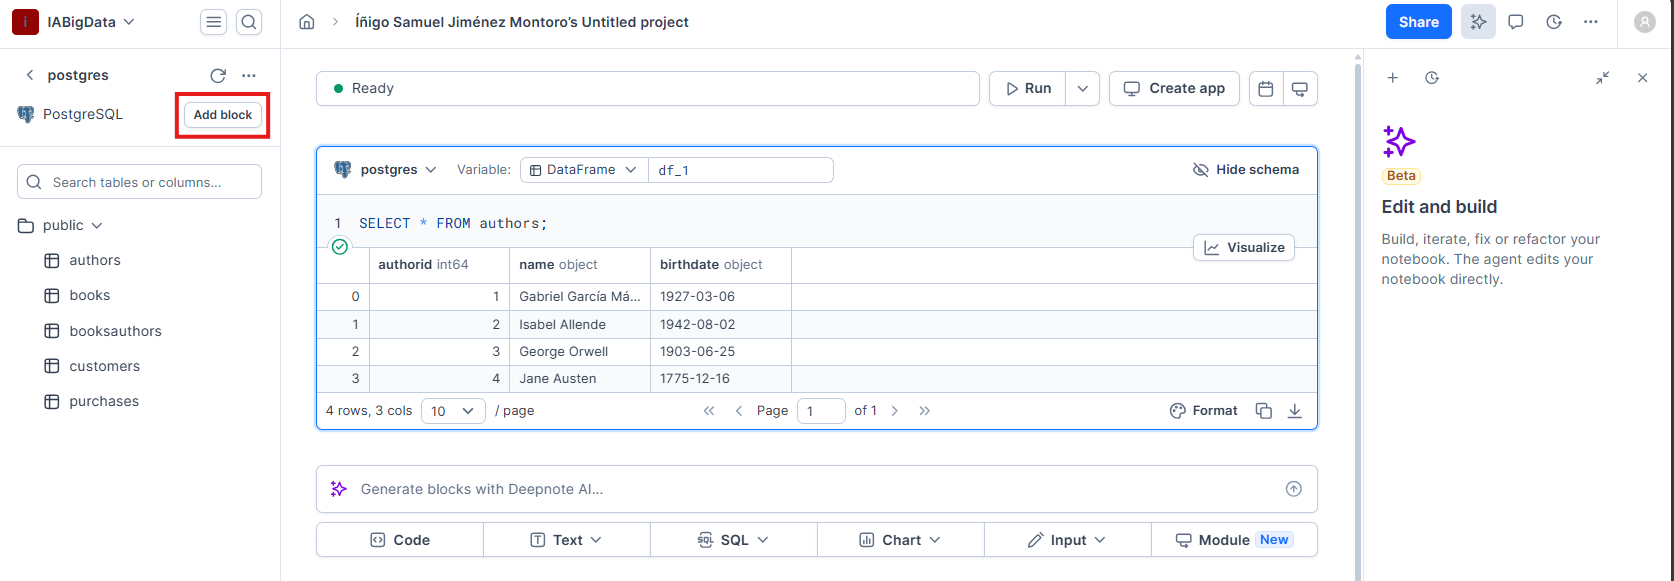 i IABigData
Íñigo Samuel Jiménez Montoro’s Untitled project
Share
R
postgres
PostgreSQL
Add block
Search tables or columns...
public
authors
books
booksauthors
customers
purchases
Ready
Run
Create app
postgres
Variable:
DataFrame
df_1
Hide schema
1 SELECT * FROM authors;
Visualize
authorid int64 name object birthdate object
0 1 Gabriel García Má... 1927-03-06
1 2 Isabel Allende 1942-08-02
2 3 George Orwell 1903-06-25
3 4 Jane Austen 1775-12-16
4 rows, 3 cols 10 / page Page 1 of 1 Format
Generate blocks with Deepnote AI...
Code
Text
SQL SQL
Chart
Input
Module New
Beta
Edit and build
Build, iterate, fix or refactor your
notebook. The agent edits your
notebook directly.